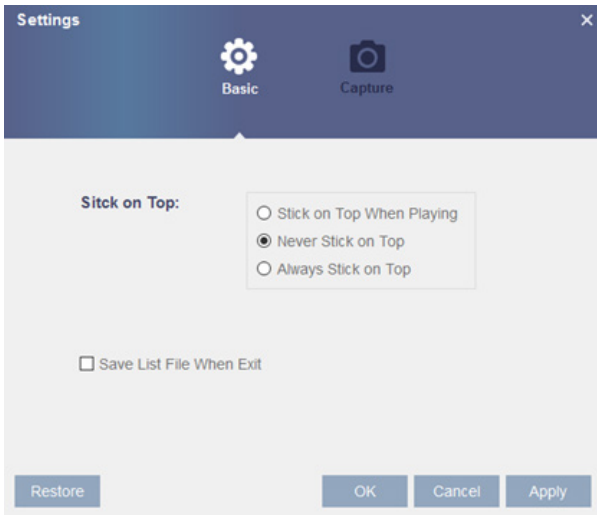 Settings
Basic
Capture
Sitck on Top:
Stick on Top When Playing
Never Stick on Top
Always Stick on Top
Save List File When Exit
Restore
OK
Cancel
Apply